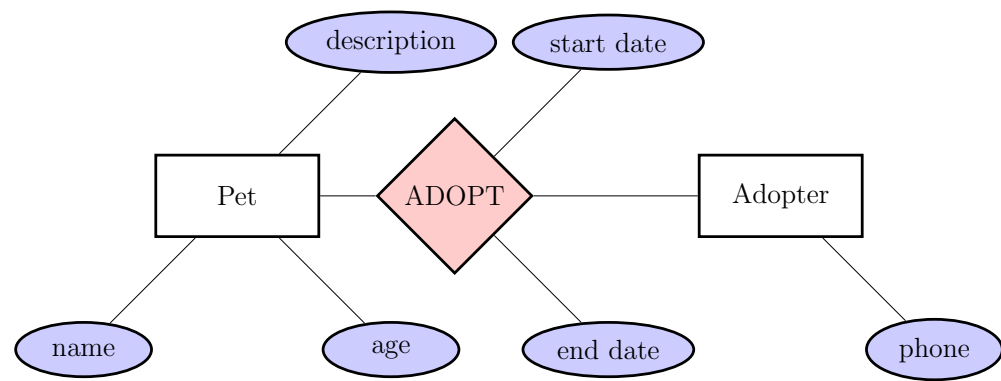 description
start date
Pet
ADOPT
Adopter
name
age
end date
phone